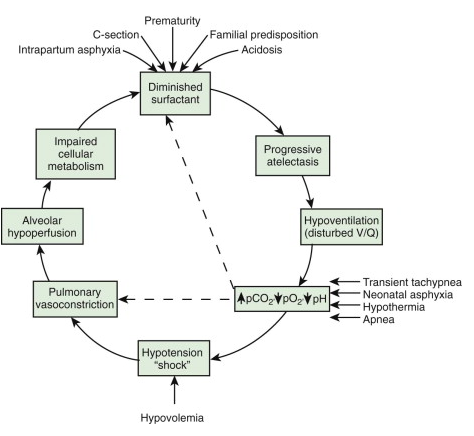 Prematurity
C-section
Familial predisposition
Intrapartum asphyxia
Acidosis
Diminished
surfactant
Progressive
atelectasis
Hypoventilation
(disturbed V/Q)
↑pCO2↓pO2↓pH
Transient tachypnea
Neonatal asphyxia
Hypothermia
Apnea
Hypotension
“shock”
Hypovolemia
Pulmonary
vasoconstriction
Alveolar
hypoperfusion
Impaired
cellular
metabolism